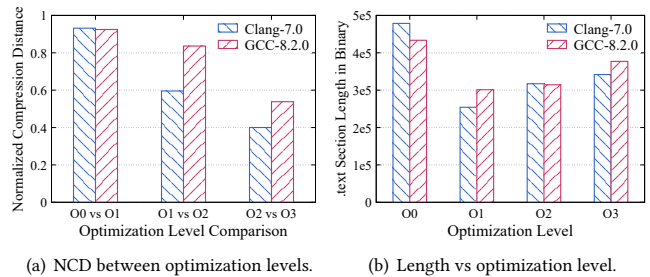 Normalized Compression Distance
1
0.8
0.6
0.4
0.2
0
Clang-7.0
GCC-8.2.0
O0 vs O1
O1 vs O2
O2 vs O3
Optimization Level Comparison
(a) NCD between optimization levels.
.text Section Length in Binary
5e5
4e5
3e5
2e5
1e5
0
Clang-7.0
GCC-8.2.0
O0
O1
O2
O3
Optimization Level
(b) Length vs optimization level.